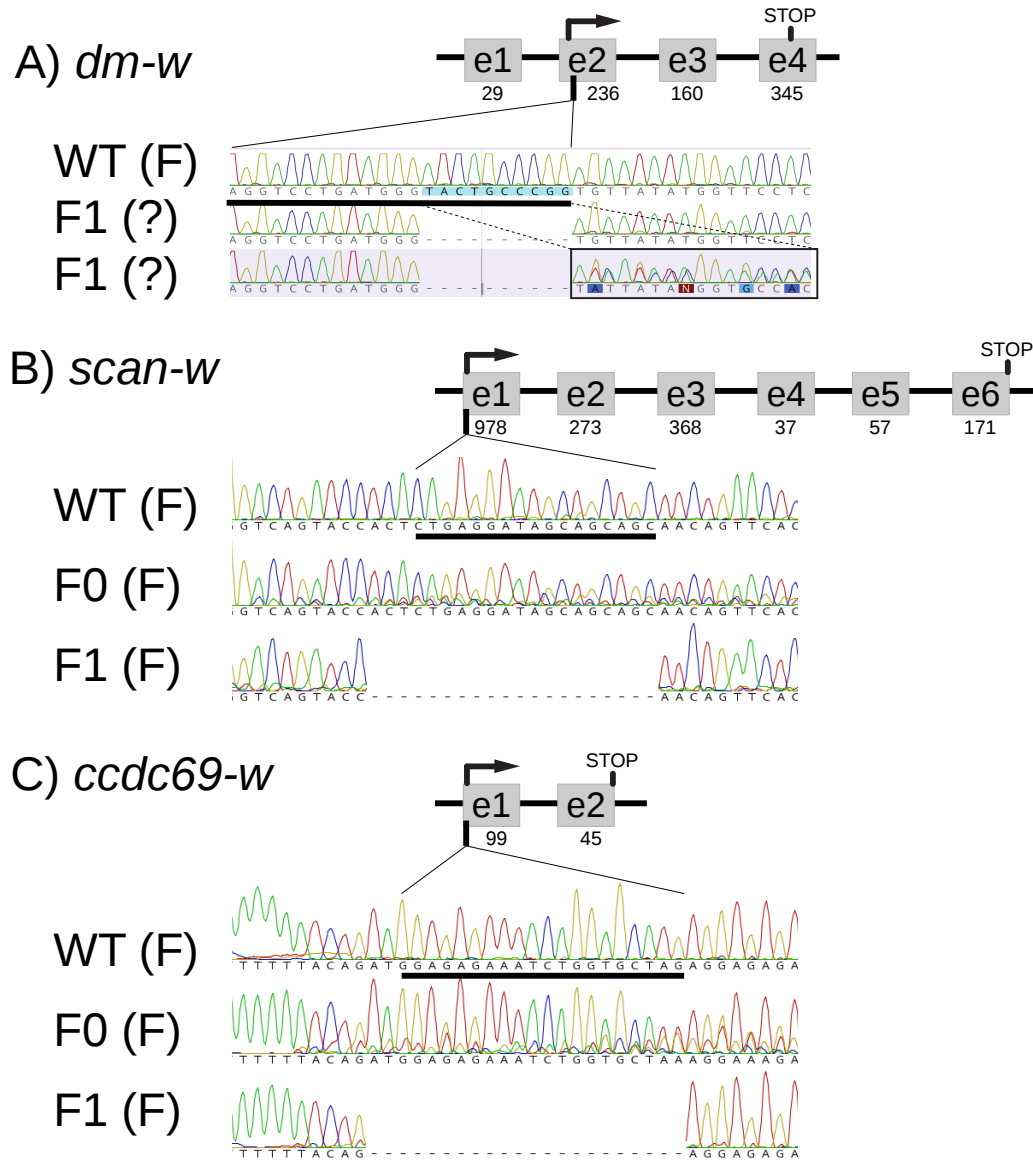 A) dm-w
STOP
e1 e2 e3 e4
29 236 160 345
WT (F)
AGGTCCTGATGGGTACTGCCCGGTGTTATATGGTTCCTC
F1 (?)
AGGTCCTGATGGG----------TGTTATATGGTTCCTC
F1 (?)
AGGTCCTGATGGG----------TATTATANGGTGCCAC
B) scan-w
STOP
e1 e2 e3 e4 e5 e6
978 273 368 37 57 171
WT (F)
GTCAGTACCACTCTGAGGATAGCAGCAGCAACAGTTCAC
F0 (F)
GTCAGTACCACTCTGAGGATAGCAGCAGCAACAGTTCAC
F1 (F)
GGTCAGTACC--------------------AACAGTTCAC
C) ccdc69-w
STOP
e1 e2
99 45
WT (F)
TTTTTACAGATGGAGAGAAATCTGGTGCTAGAGGAGAGA
F0 (F)
TTTTTACAGATGGAGAGAAATCTGGTGCTAAAGGAAAGA
F1 (F)
TTTTTACAG----------------------AGGAGAGA